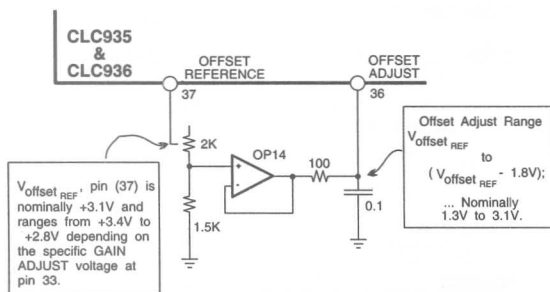 CLC935
&
CLC936
OFFSET
REFERENCE
OFFSET
ADJUST
37
36
2K
OP14
+
-
100
1.5K
0.1
Offset Adjust Range
Voffset REF
to
( Voffset REF - 1.8V);
... Nominally
1.3V to 3.1V.
Voffset REF, pin (37) is
nominally +3.1V and
ranges from +3.4V to
+2.8V depending on
the specific GAIN
ADJUST voltage at
pin 33.